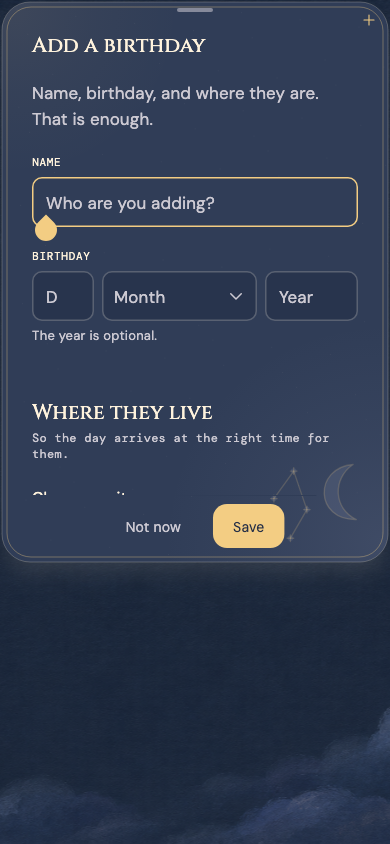 Add a birthday
Name, birthday, and where they are.
That is enough.
NAME
Who are you adding?
BIRTHDAY
D
Month
Year
The year is optional.
Where they live
So the day arrives at the right time for
them.
Not now
Save